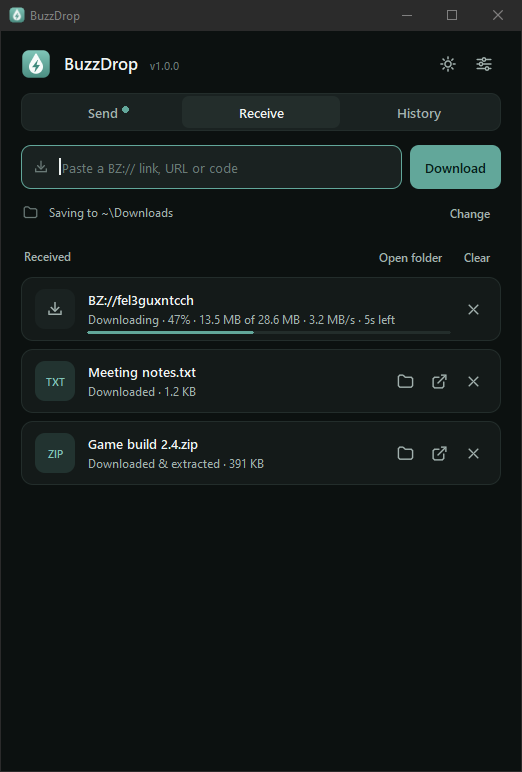 BuzzDrop
BuzzDrop v1.0.0
Send Receive History
Paste a BZ:// link, URL or code Download
Saving to ~\Downloads Change
Received Open folder Clear
BZ://fel3guxntcch
Downloading · 47% · 13.5 MB of 28.6 MB · 3.2 MB/s · 5s left
TXT Meeting notes.txt
Downloaded · 1.2 KB
ZIP Game build 2.4.zip
Downloaded & extracted · 391 KB